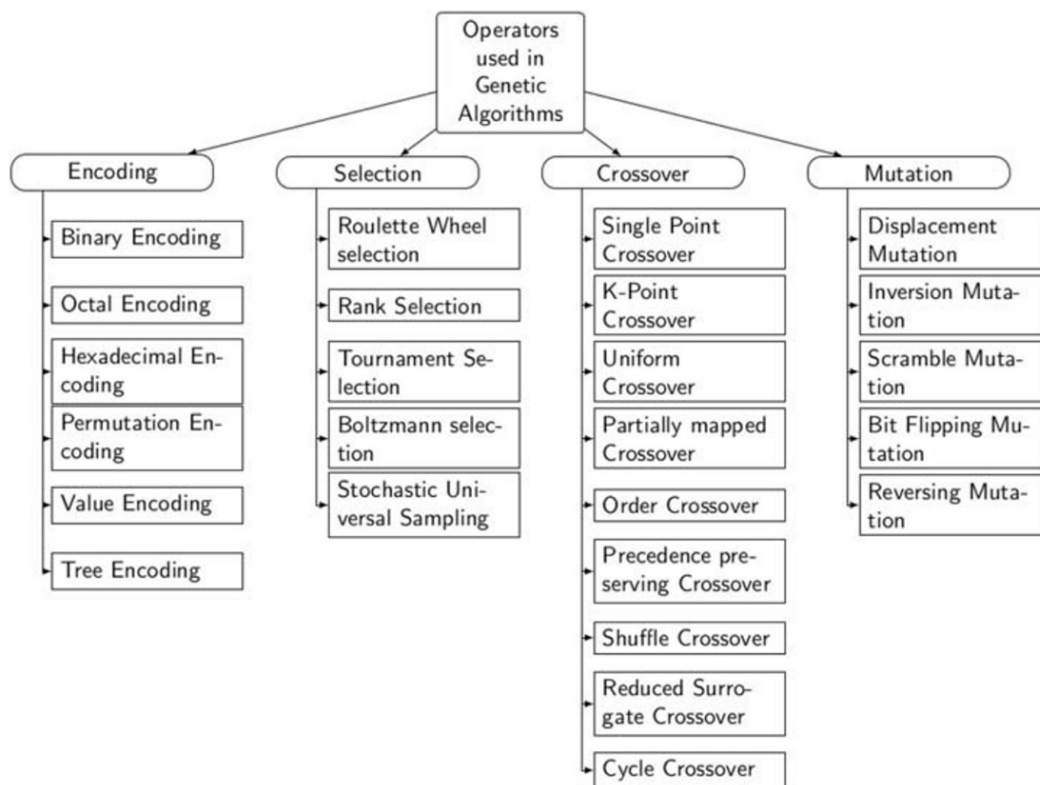 Operators
used in
Genetic
Algorithms
Encoding
Binary Encoding
Octal Encoding
Hexadecimal En-
coding
Permutation En-
coding
Value Encoding
Tree Encoding
Selection
Roulette Wheel
selection
Rank Selection
Tournament Se-
lection
Boltzmann selec-
tion
Stochastic Uni-
versal Sampling
Crossover
Single Point
Crossover
K-Point
Crossover
Uniform
Crossover
Partially mapped
Crossover
Order Crossover
Precedence pre-
serving Crossover
Shuffle Crossover
Reduced Surro-
gate Crossover
Cycle Crossover
Mutation
Displacement
Mutation
Inversion Muta-
tion
Scramble Muta-
tion
Bit Flipping Mu-
tation
Reversing Muta-
tion